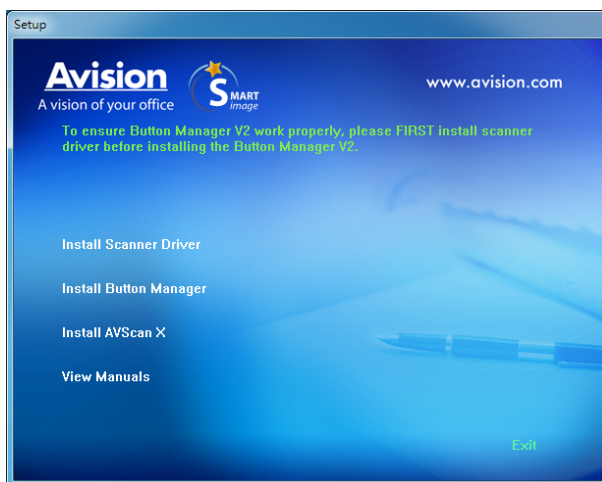 Setup
Avision
A vision of your office
SMART
image
www.avision.com
To ensure Button Manager V2 work properly, please FIRST install scanner
driver before installing the Button Manager V2.
Install Scanner Driver
Install Button Manager
Install AVScan X
View Manuals
Exit